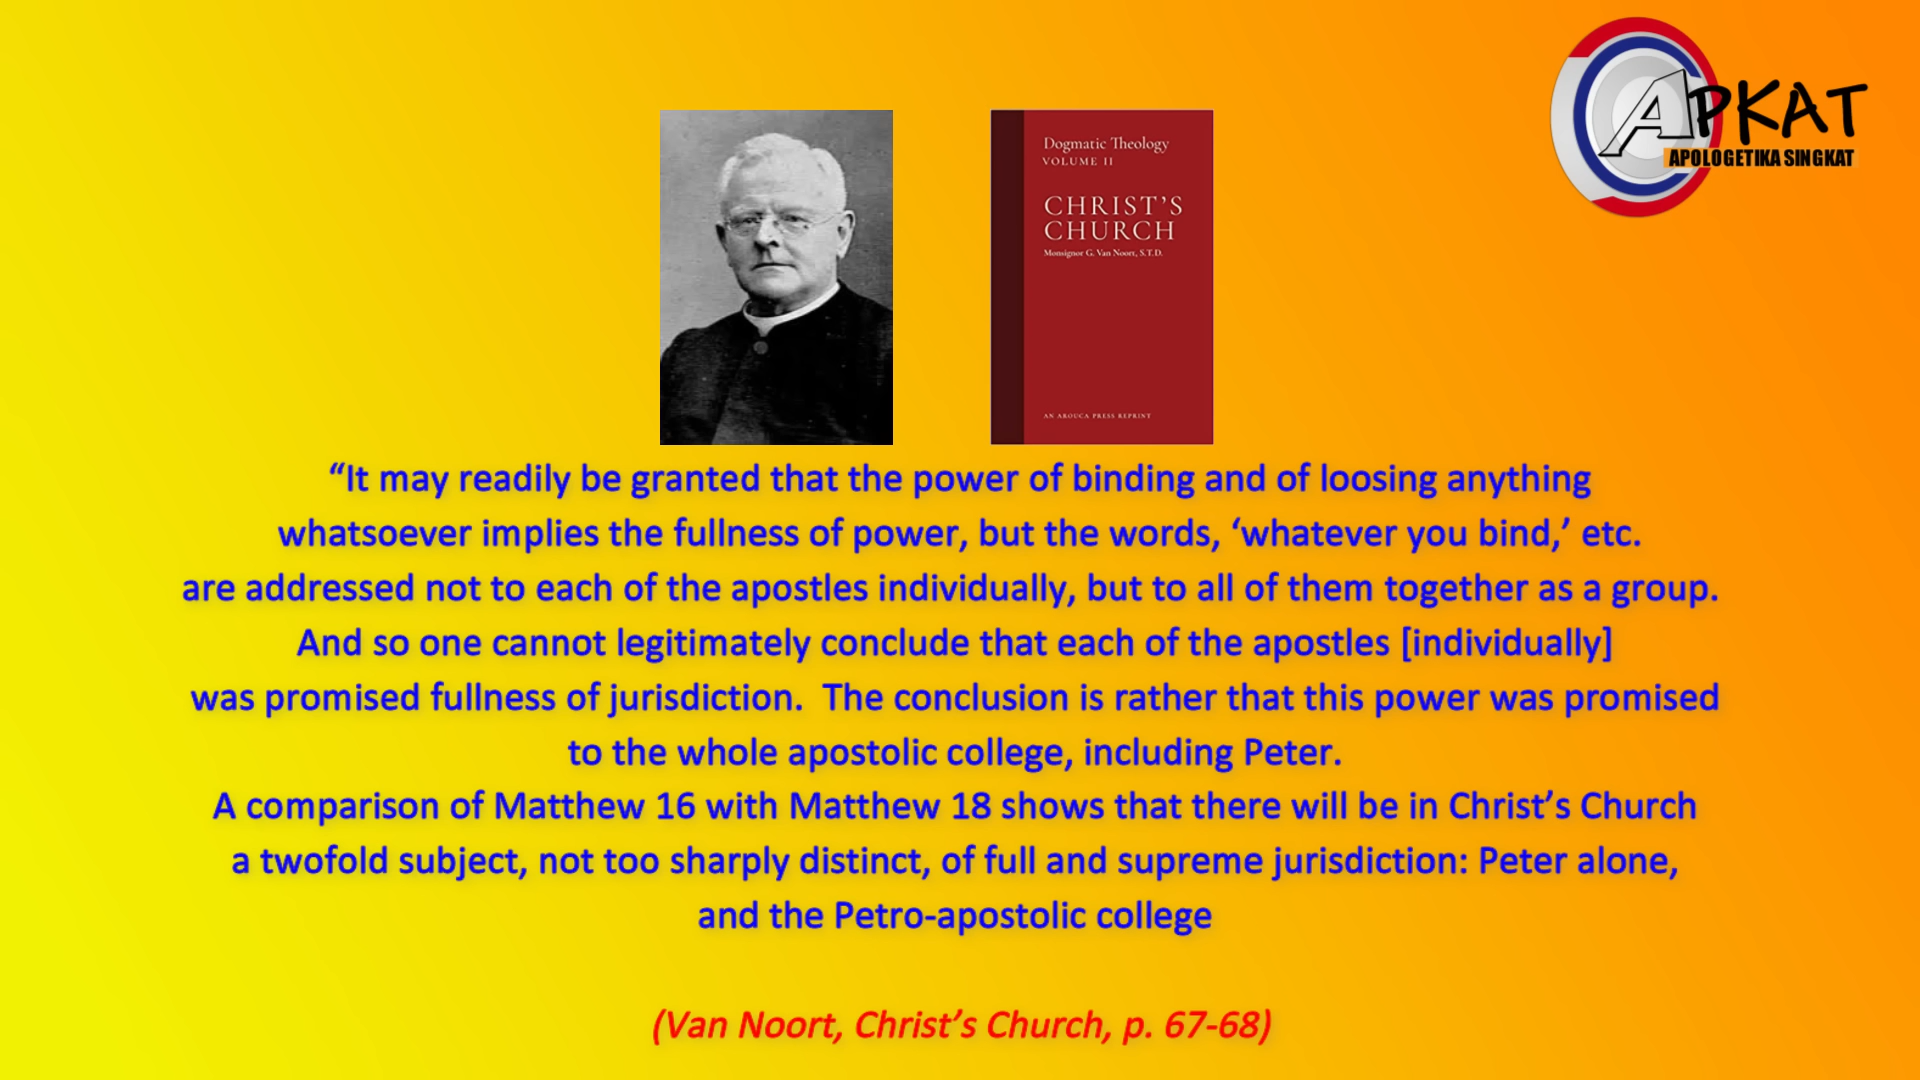 APKAT
APOLOGETIKA SINGKAT
Dogmatic Theology
VOLUME II
CHRIST'S
CHURCH
Monsignor G. Van Noort, S.T.D.
AN AROUCA PRESS REPRINT
“It may readily be granted that the power of binding and of loosing anything
whatsoever implies the fullness of power, but the words, ‘whatever you bind,’ etc.
are addressed not to each of the apostles individually, but to all of them together as a group.
And so one cannot legitimately conclude that each of the apostles [individually]
was promised fullness of jurisdiction.  The conclusion is rather that this power was promised
to the whole apostolic college, including Peter.
A comparison of Matthew 16 with Matthew 18 shows that there will be in Christ’s Church
a twofold subject, not too sharply distinct, of full and supreme jurisdiction: Peter alone,
and the Petro-apostolic college
(Van Noort, Christ’s Church, p. 67-68)